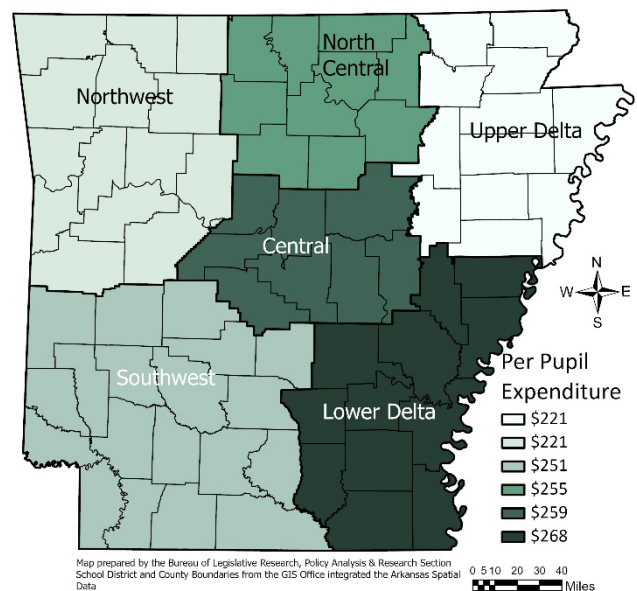 North
Central
Northwest
Upper Delta
Central
N
W E
S
Southwest
Lower Delta
Per Pupil
Expenditure
$221
$221
$251
$255
$259
$268
Map prepared by the Bureau of Legislative Research, Policy Analysis & Research Section
School District and County Boundaries from the GIS Office integrated the Arkansas Spatial
Data
0 5 10 20 30 40
Miles